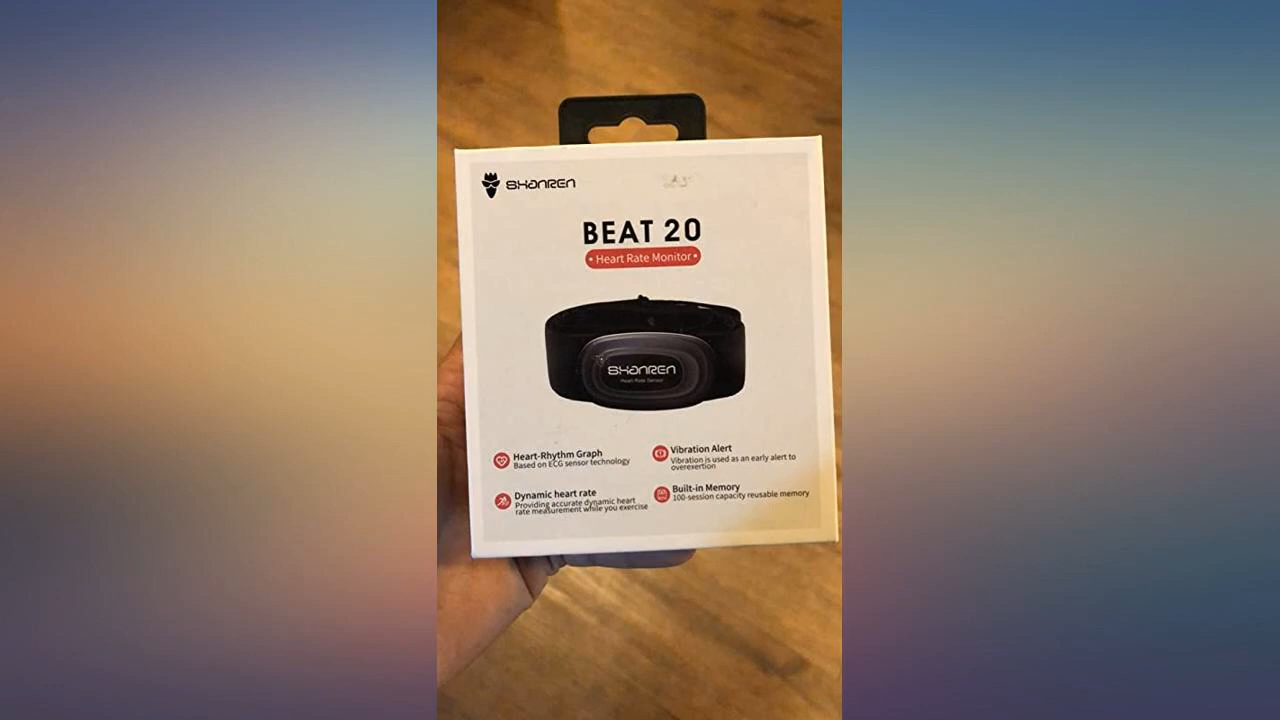 SHANREN
BEAT 20
• Heart Rate Monitor •
SHANREN
Heart Rate Sensor
Heart-Rhythm Graph
Based on ECG sensor technology
Vibration Alert
Vibration is used as an early alert to
overexertion
Dynamic heart rate
Providing accurate dynamic heart
rate measurement while you exercise
Built-in Memory
100-session capacity reusable memory